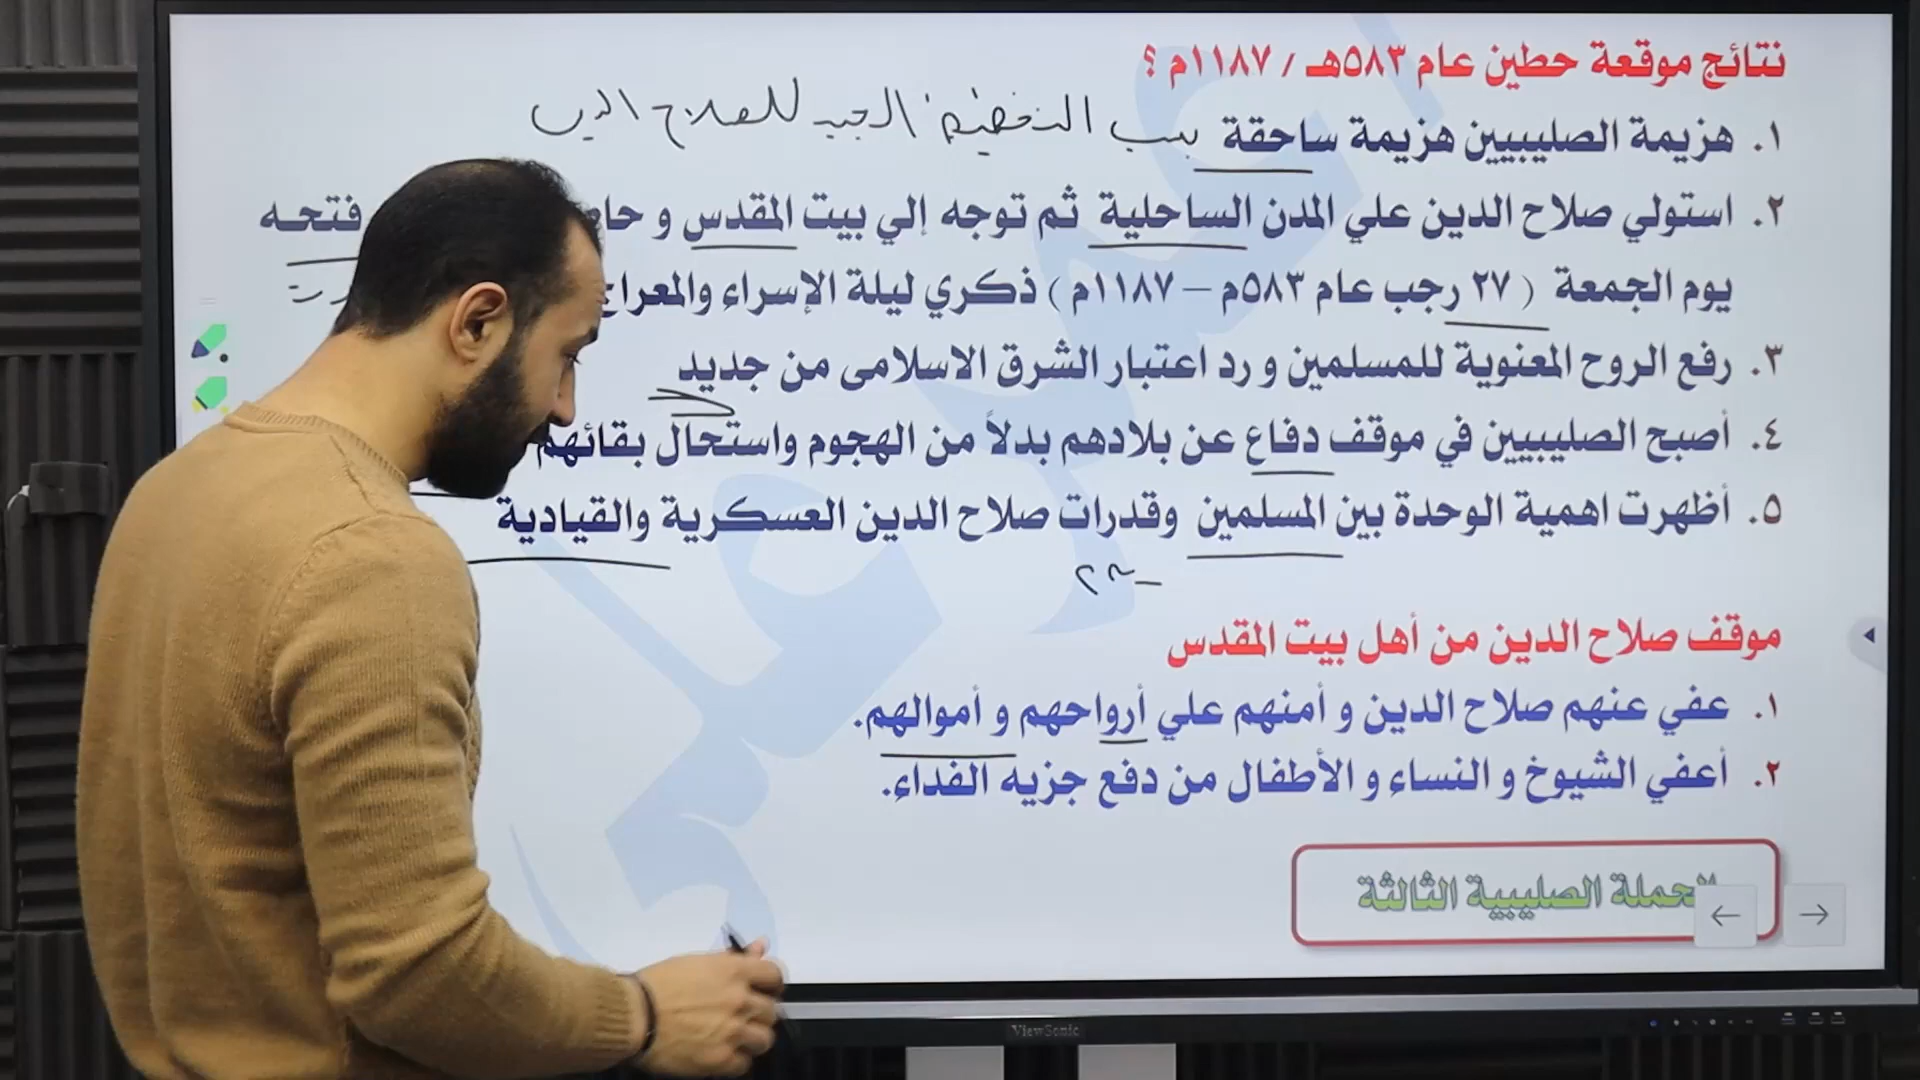 نتائج موقعة حطين عام ٥٨٣هـ / ١١٨٧م ؟
١. هزيمة الصليبيين هزيمة ساحقة بسبب التخطيط الجيد للصلاح الدين
٢. استولي صلاح الدين علي المدن الساحلية ثم توجه إلي بيت المقدس و فتحه
يوم الجمعة ( ٢٧ رجب عام ٥٨٣م – ١١٨٧م ) ذكري ليلة الإسراء والمعراج
٣. رفع الروح المعنوية للمسلمين و رد اعتبار الشرق الاسلامى من جديد
٤. أصبح الصليبيين في موقف دفاع عن بلادهم بدلاً من الهجوم واستحال بقائهم
٥. أظهرت اهمية الوحدة بين المسلمين وقدرات صلاح الدين العسكرية والقيادية
موقف صلاح الدين من أهل بيت المقدس
١. عفي عنهم صلاح الدين و أمنهم علي أرواحهم و أموالهم.
٢. أعفي الشيوخ و النساء و الأطفال من دفع جزيه الفداء.
الحملة الصليبية الثالثة
ViewSonic